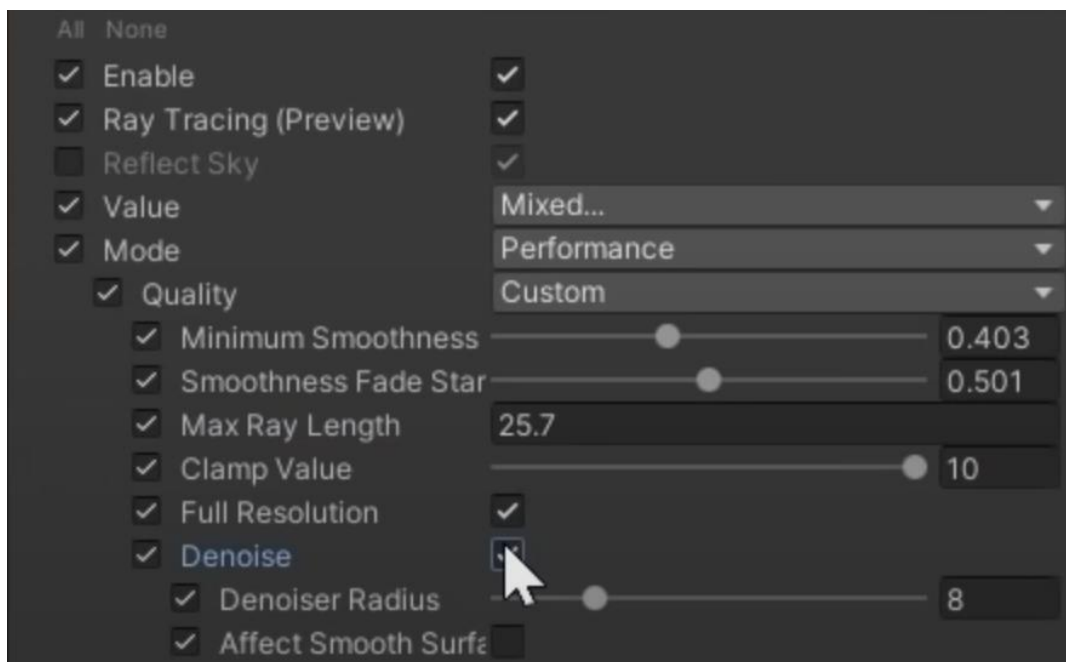 All None
Enable
Ray Tracing (Preview)
Reflect Sky
Value Mixed...
Mode Performance
Quality Custom
Minimum Smoothness 0.403
Smoothness Fade Star 0.501
Max Ray Length 25.7
Clamp Value 10
Full Resolution
Denoise
Denoiser Radius 8
Affect Smooth Surfa